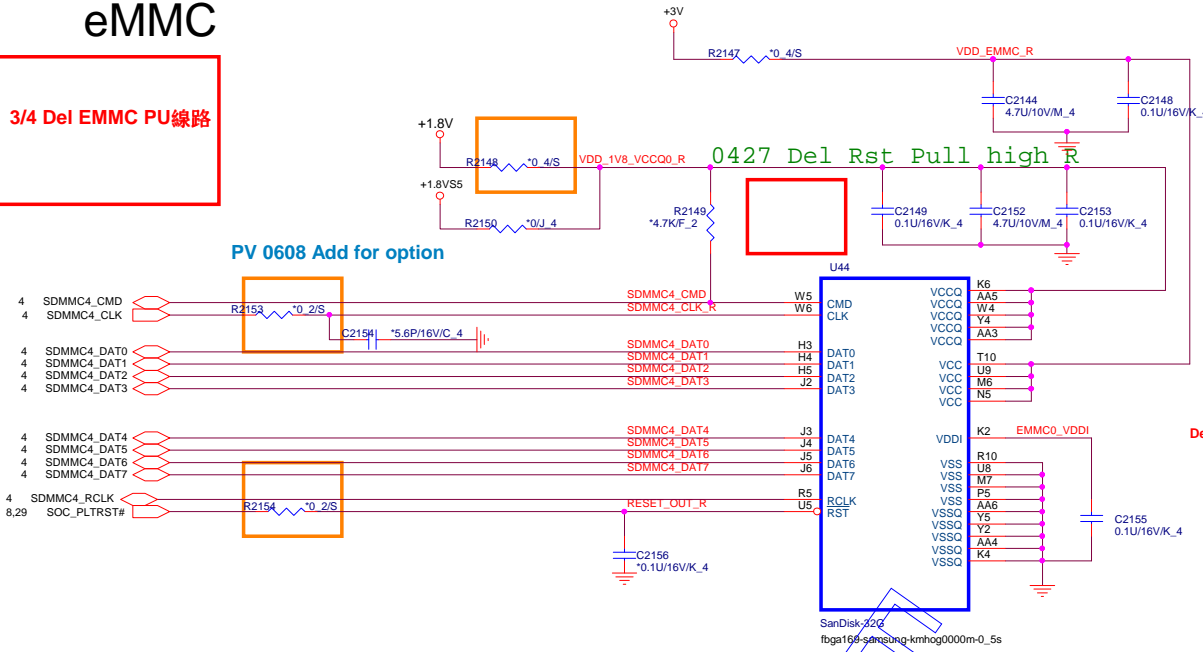 eMMC
3/4 Del EMMC PU線路
+3V
R2147 *0_4/S
VDD_EMMC_R
C2144
4.7U/10V/M_4
C2148
0.1U/16V/K_4
+1.8V
R2148 *0_4/S
VDD_1V8_VCCQ0_R
0427 Del Rst Pull high R
+1.8VS5
R2150 *0/J_4
R2149
*4.7K/F_2
C2149
0.1U/16V/K_4
C2152
4.7U/10V/M_4
C2153
0.1U/16V/K_4
PV 0608 Add for option
U44
4 SDMMC4_CMD SDMMC4_CMD W5 CMD
4 SDMMC4_CLK R2153 *0_2/S SDMMC4_CLK_R W6 CLK
C2154 *5.6P/16V/C_4
4 SDMMC4_DAT0 SDMMC4_DAT0 H3 DAT0
4 SDMMC4_DAT1 SDMMC4_DAT1 H4 DAT1
4 SDMMC4_DAT2 SDMMC4_DAT2 H5 DAT2
4 SDMMC4_DAT3 SDMMC4_DAT3 J2 DAT3
4 SDMMC4_DAT4 SDMMC4_DAT4 J3 DAT4
4 SDMMC4_DAT5 SDMMC4_DAT5 J4 DAT5
4 SDMMC4_DAT6 SDMMC4_DAT6 J5 DAT6
4 SDMMC4_DAT7 SDMMC4_DAT7 J6 DAT7
4 SDMMC4_RCLK R5 RCLK
8,29 SOC_PLTRST# R2154 *0_2/S RESET_OUT_R U5 RST
C2156
*0.1U/16V/K_4
VCCQ K6
VCCQ AA5
VCCQ W4
VCCQ Y4
VCCQ AA3
VCC T10
VCC U9
VCC M6
VCC N5
VDDI K2 EMMC0_VDDI
De
VSS R10
VSS U8
VSS M7
VSS P5
VSSQ AA6
VSSQ Y5
VSSQ Y2
VSSQ AA4
VSSQ K4
C2155
0.1U/16V/K_4
SanDisk-32G
fbga169-samsung-kmhog0000m-0_5s